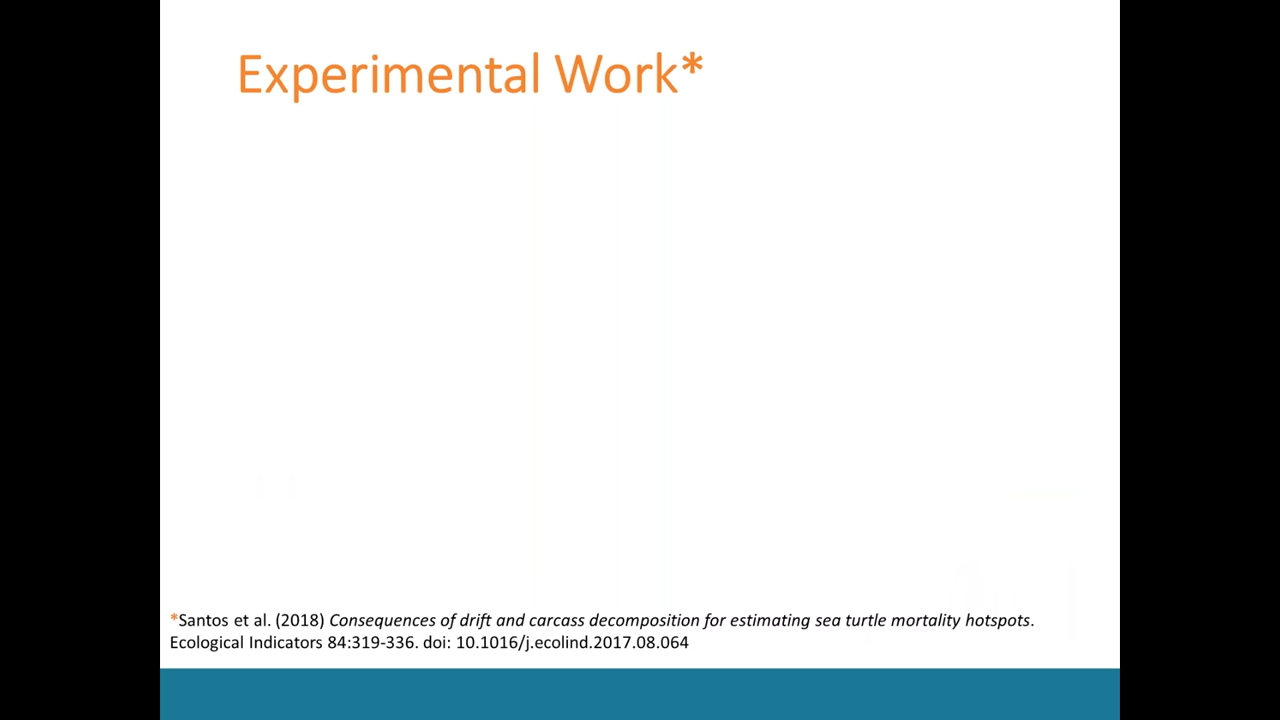 Experimental Work*
*Santos et al. (2018) Consequences of drift and carcass decomposition for estimating sea turtle mortality hotspots.
Ecological Indicators 84:319-336. doi: 10.1016/j.ecolind.2017.08.064